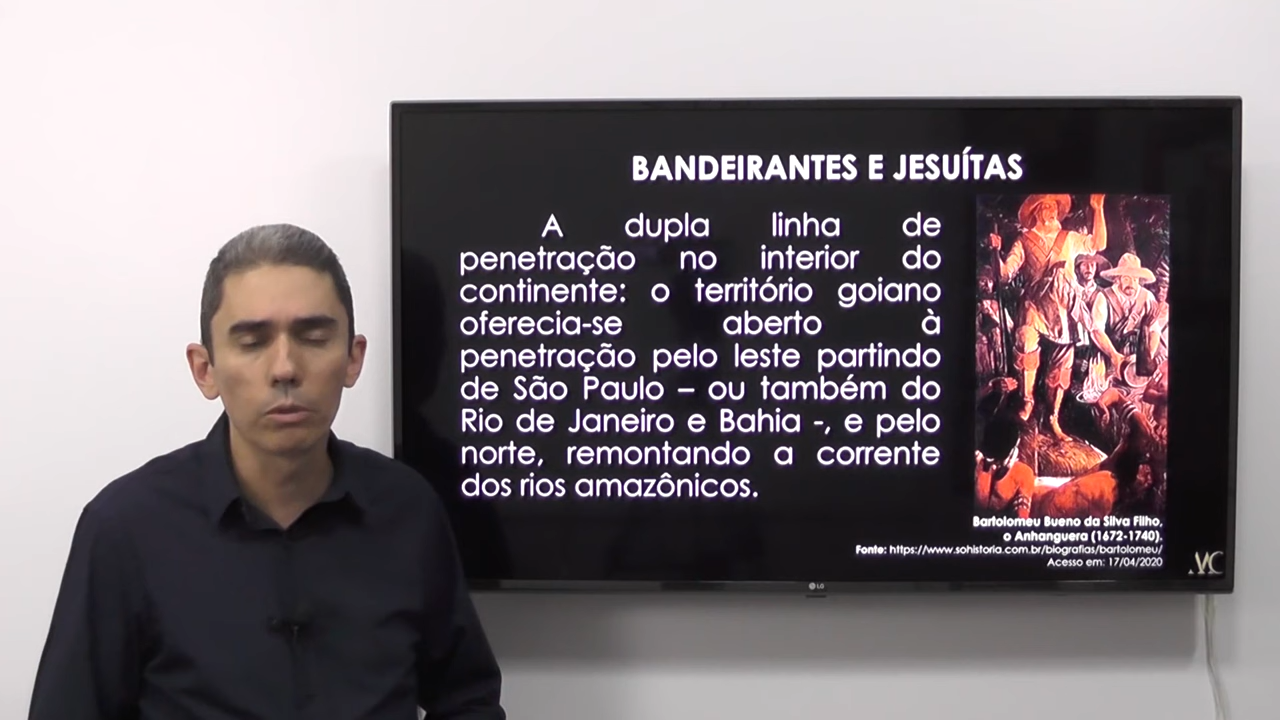 BANDEIRANTES E JESUÍTAS
A dupla linha de
penetração no interior do
continente: o território goiano
oferecia-se aberto à
penetração pelo leste partindo
de São Paulo – ou também do
Rio de Janeiro e Bahia -, e pelo
norte, remontando a corrente
dos rios amazônicos.
Bartolomeu Bueno da Silva Filho,
o Anhanguera (1672-1740).
Fonte: https://www.sohistoria.com.br/biografias/bartolomeu/
Acesso em: 17/04/2020
LG